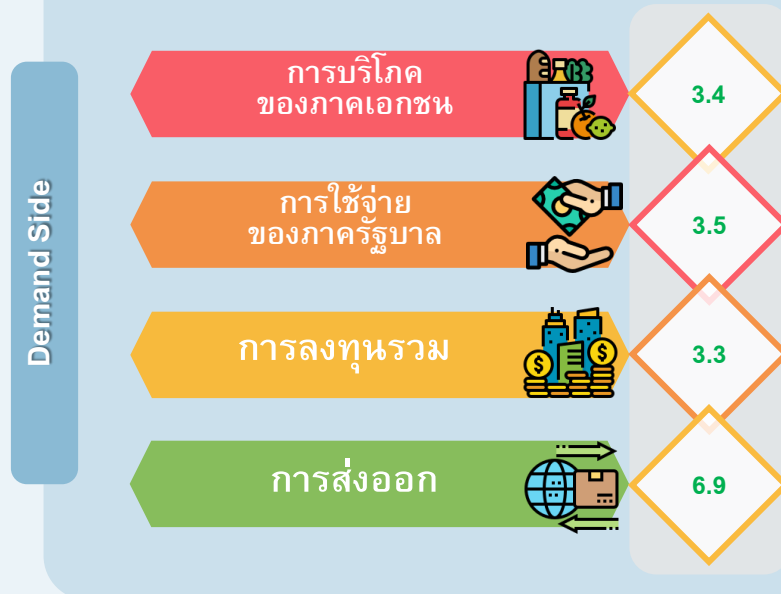 Demand Side
การบริโภค
ของภาคเอกชน
3.4
การใช้จ่าย
ของภาครัฐบาล
3.5
การลงทุนรวม
3.3
การส่งออก
6.9